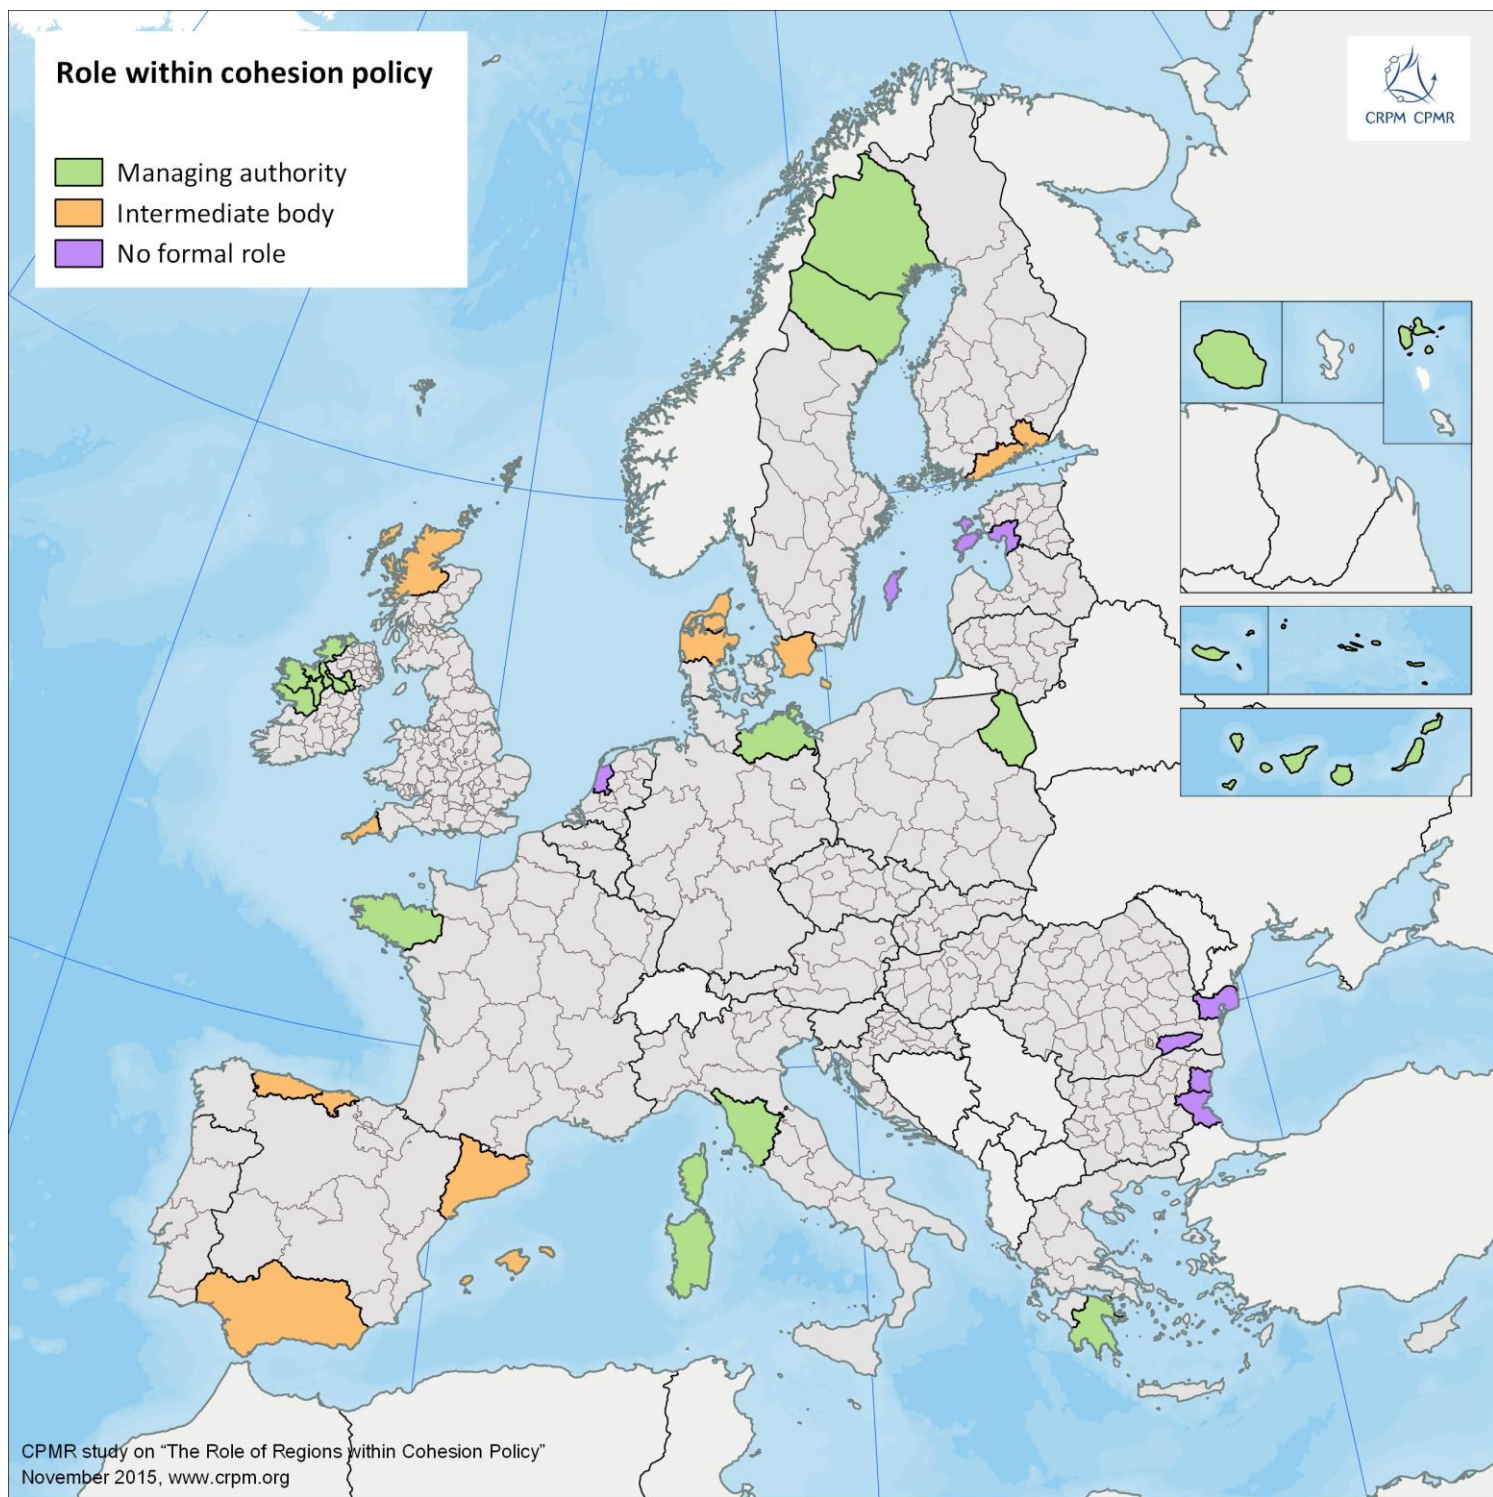 Role within cohesion policy
Managing authority
Intermediate body
No formal role
CRPM CPMR
CPMR study on “The Role of Regions within Cohesion Policy”
November 2015, www.crpm.org